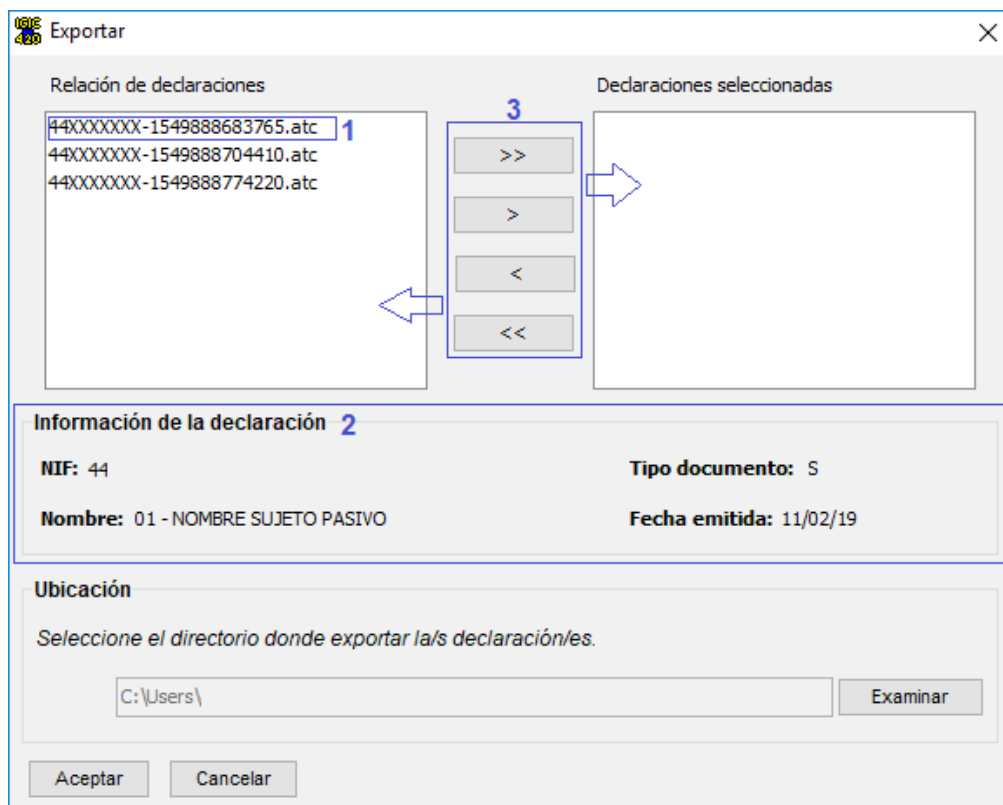 IGIC 420 Exportar
Relación de declaraciones
Declaraciones seleccionadas
44XXXXXXX-1549888683765.atc 1
44XXXXXXX-1549888704410.atc
44XXXXXXX-1549888774220.atc
3
>>
>
<
<<
Información de la declaración 2
NIF: 44
Tipo documento: S
Nombre: 01 - NOMBRE SUJETO PASIVO
Fecha emitida: 11/02/19
Ubicación
Seleccione el directorio donde exportar la/s declaración/es.
C:\Users\
Examinar
Aceptar
Cancelar